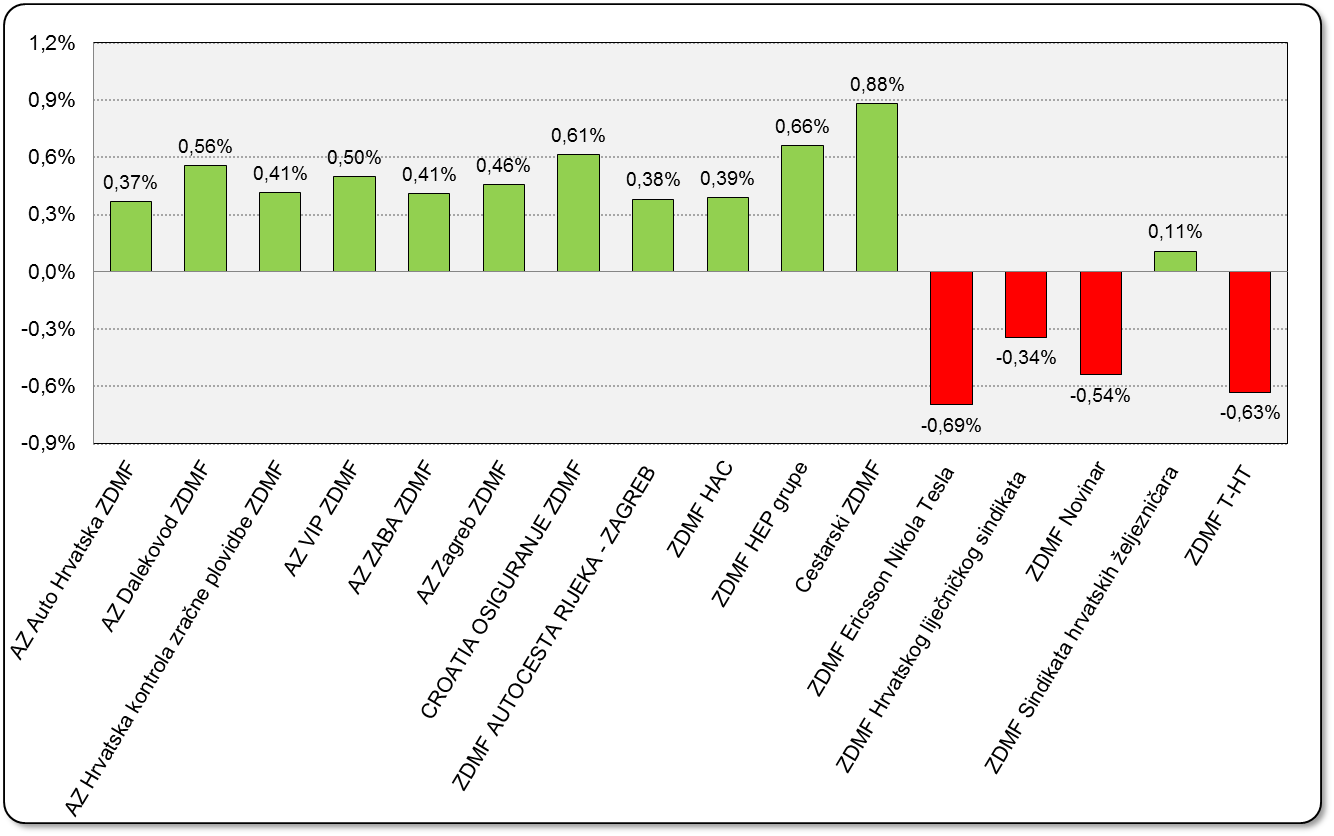 1,2%
0,9%
0,6%
0,3%
0,0%
-0,3%
-0,6%
-0,9%
0,37%
0,56%
0,41%
0,50%
0,41%
0,46%
0,61%
0,38%
0,39%
0,66%
0,88%
-0,69%
-0,34%
-0,54%
0,11%
-0,63%
AZ Auto Hrvatska ZDMF
AZ Dalekovod ZDMF
AZ Hrvatska kontrola zračne plovidbe ZDMF
AZ VIP ZDMF
AZ ZABA ZDMF
AZ Zagreb ZDMF
CROATIA OSIGURANJE ZDMF
ZDMF AUTOCESTA RIJEKA - ZAGREB
ZDMF HAC
ZDMF HEP grupe
Cestarski ZDMF
ZDMF Ericsson Nikola Tesla
ZDMF Hrvatskog liječničkog sindikata
ZDMF Novinar
ZDMF Sindikata hrvatskih željezničara
ZDMF T-HT